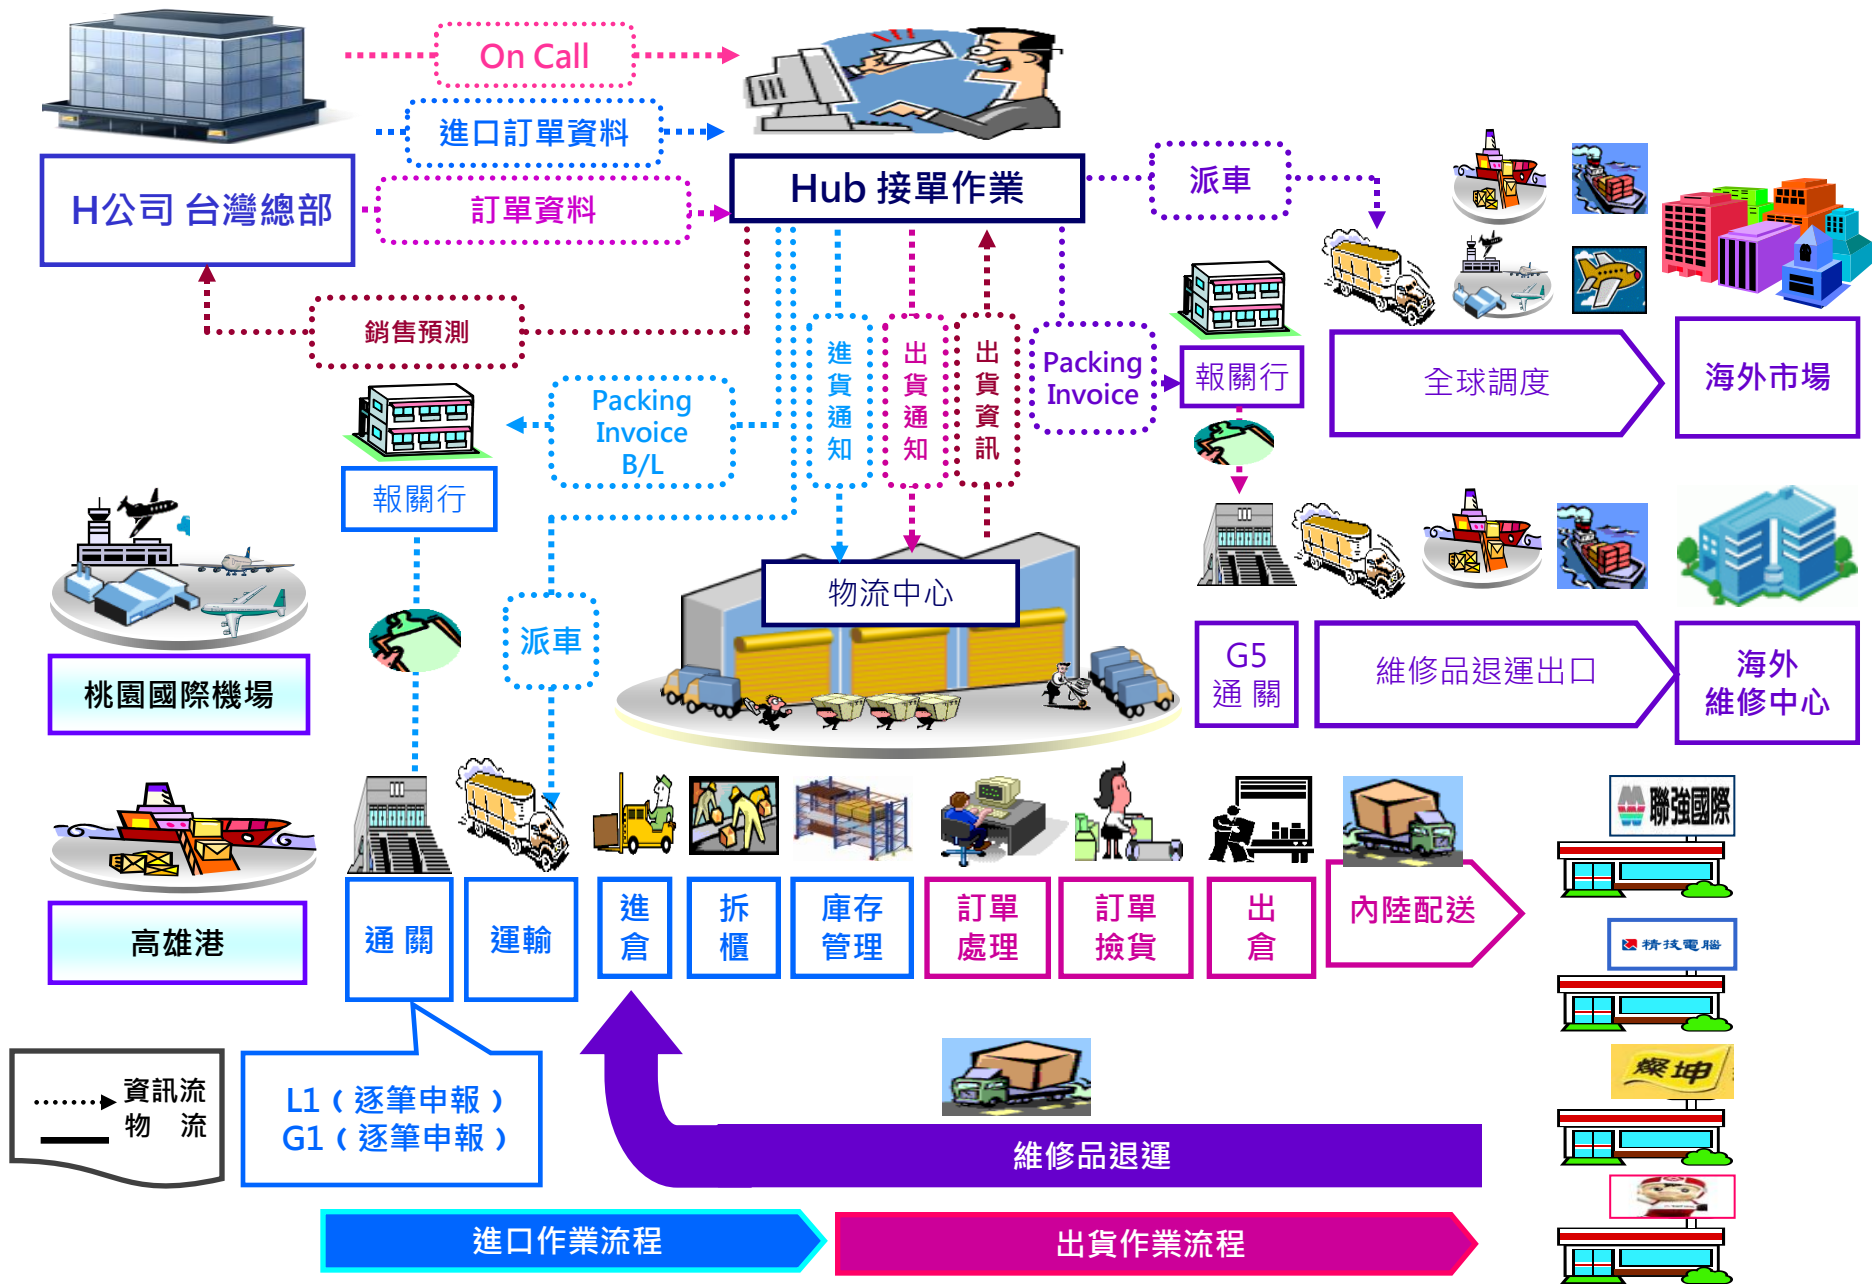 On Call
進口訂單資料
H公司 台灣總部
訂單資料
Hub 接單作業
派車
銷售預測
進貨通知
出貨通知
出貨資訊
Packing
Invoice
報關行
全球調度
海外市場
Packing
Invoice
B/L
報關行
物流中心
派車
G5
通 關
維修品退運出口
海外
維修中心
桃園國際機場
高雄港
通 關
運輸
進倉
拆櫃
庫存
管理
訂單
處理
訂單
撿貨
出倉
內陸配送
聯強國際
精技電腦
燦坤
資訊流
物 流
L1（逐筆申報）
G1（逐筆申報）
維修品退運
進口作業流程
出貨作業流程